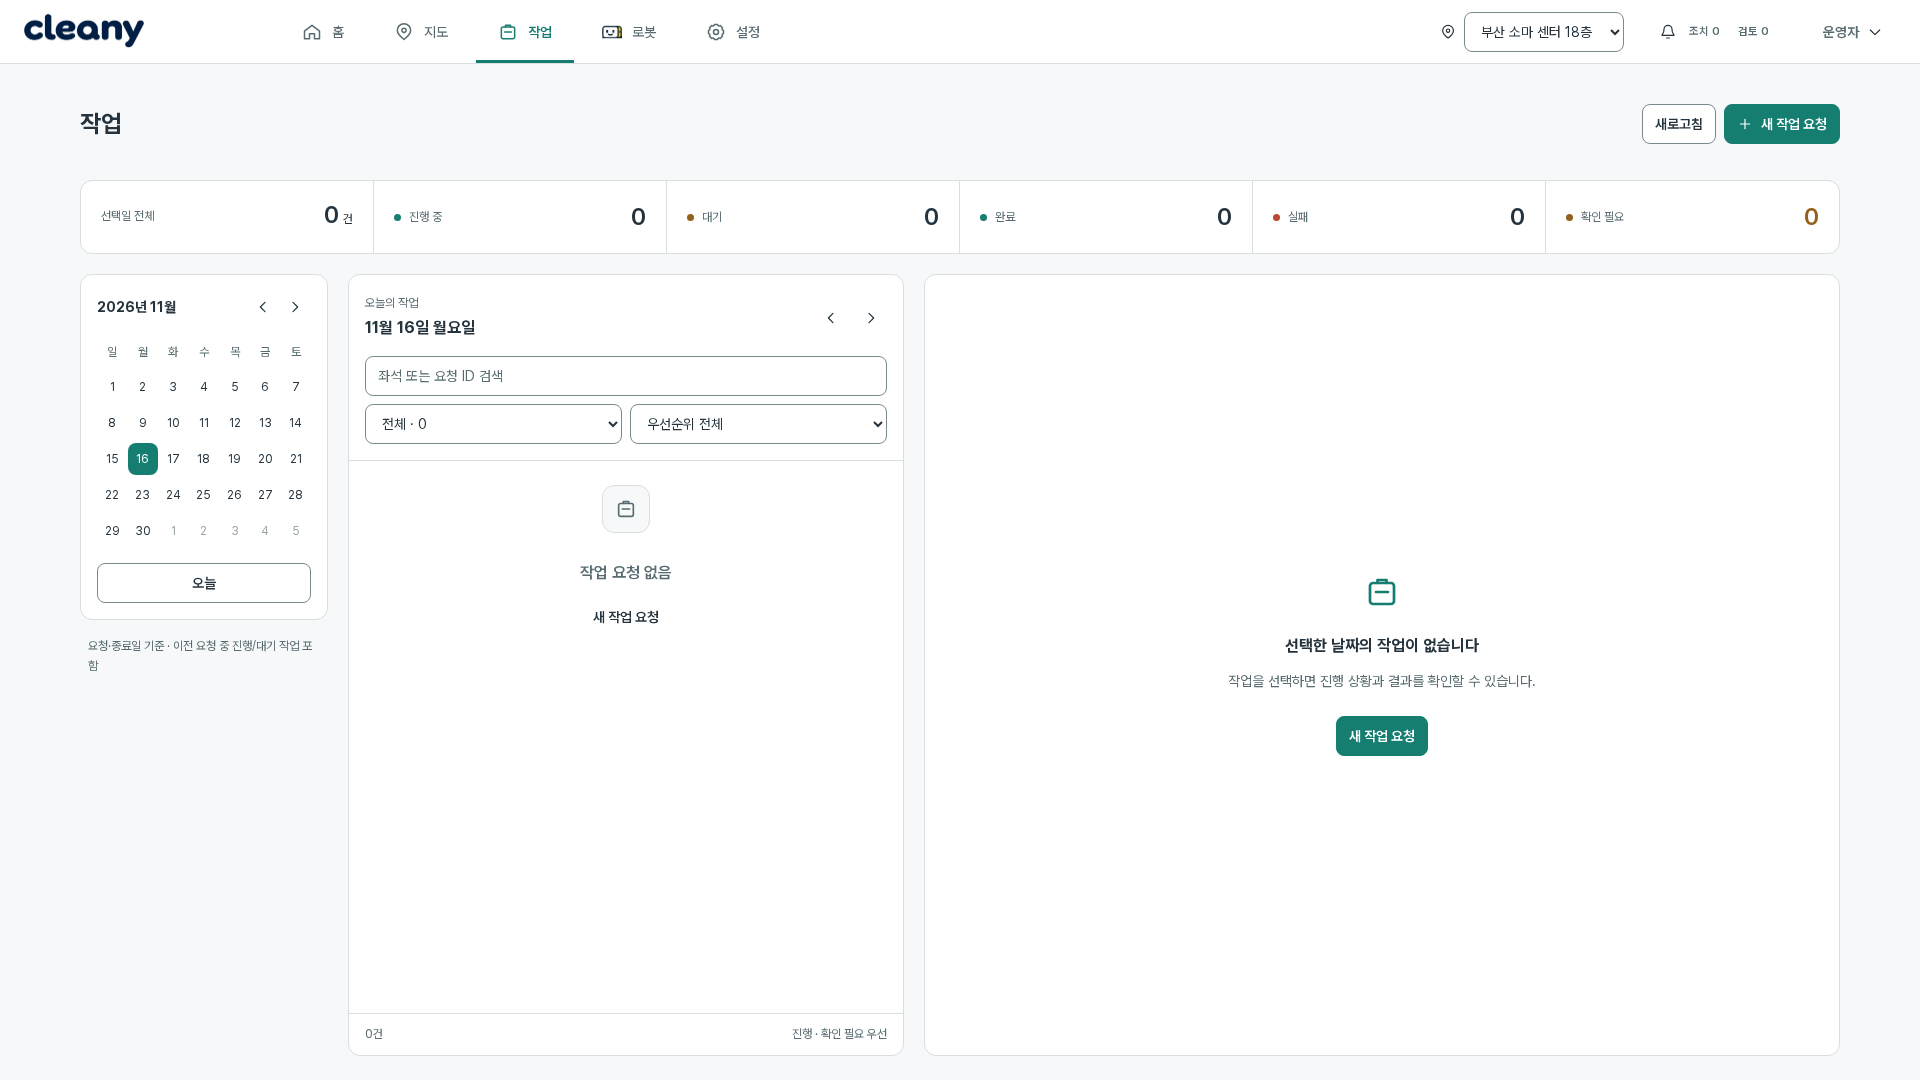 cleany
홈
지도
작업
로봇
설정
부산 소마 센터 18층
조치 0
검토 0
운영자
작업
새로고침
새 작업 요청
선택일 전체
0 건
진행 중
0
대기
0
완료
0
실패
0
확인 필요
0
2026년 11월
일 월 화 수 목 금 토
1 2 3 4 5 6 7
8 9 10 11 12 13 14
15 16 17 18 19 20 21
22 23 24 25 26 27 28
29 30 1 2 3 4 5
오늘
요청·종료일 기준 · 이전 요청 중 진행/대기 작업 포
함
오늘의 작업
11월 16일 월요일
좌석 또는 요청 ID 검색
전체 · 0
우선순위 전체
작업 요청 없음
새 작업 요청
0건
진행 · 확인 필요 우선
선택한 날짜의 작업이 없습니다
작업을 선택하면 진행 상황과 결과를 확인할 수 있습니다.
새 작업 요청